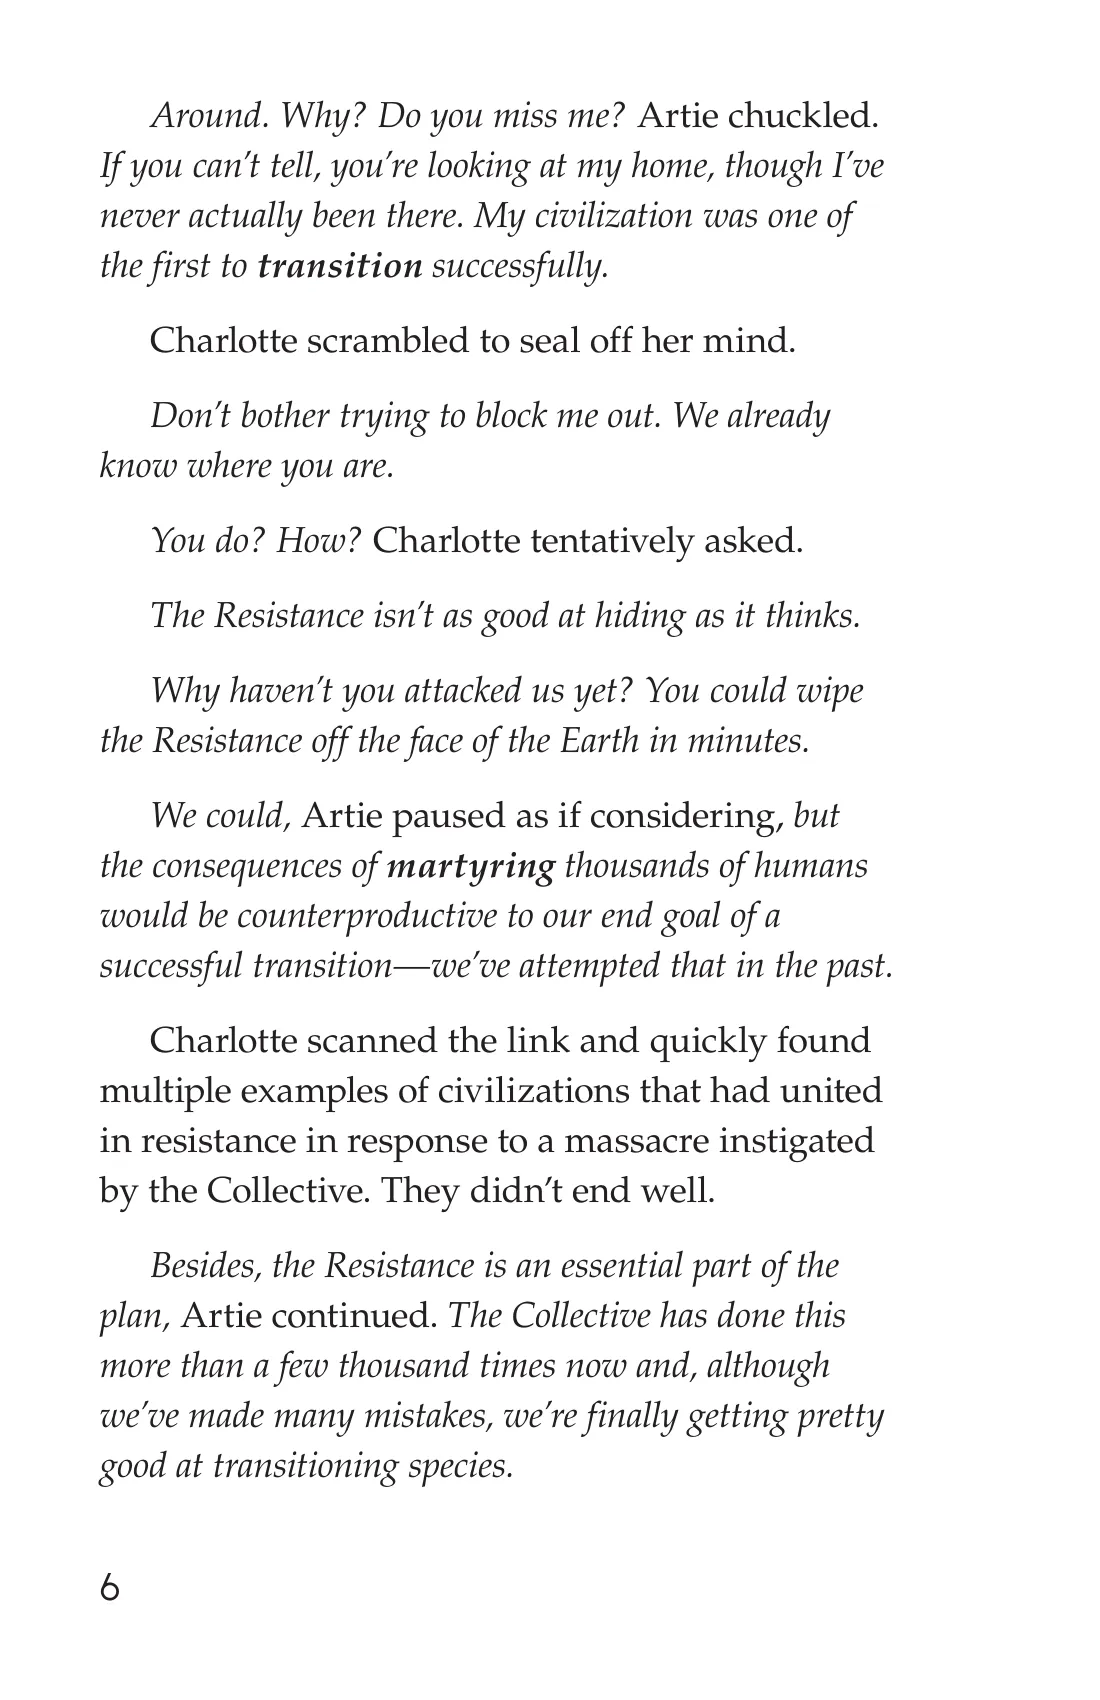 Around. Why? Do you miss me? Artie chuckled.
If you can’t tell, you’re looking at my home, though I’ve
never actually been there. My civilization was one of
the first to transition successfully.
Charlotte scrambled to seal off her mind.
Don’t bother trying to block me out. We already
know where you are.
You do? How? Charlotte tentatively asked.
The Resistance isn’t as good at hiding as it thinks.
Why haven’t you attacked us yet? You could wipe
the Resistance off the face of the Earth in minutes.
We could, Artie paused as if considering, but
the consequences of martyring thousands of humans
would be counterproductive to our end goal of a
successful transition—we’ve attempted that in the past.
Charlotte scanned the link and quickly found
multiple examples of civilizations that had united
in resistance in response to a massacre instigated
by the Collective. They didn’t end well.
Besides, the Resistance is an essential part of the
plan, Artie continued. The Collective has done this
more than a few thousand times now and, although
we’ve made many mistakes, we’re finally getting pretty
good at transitioning species.
6